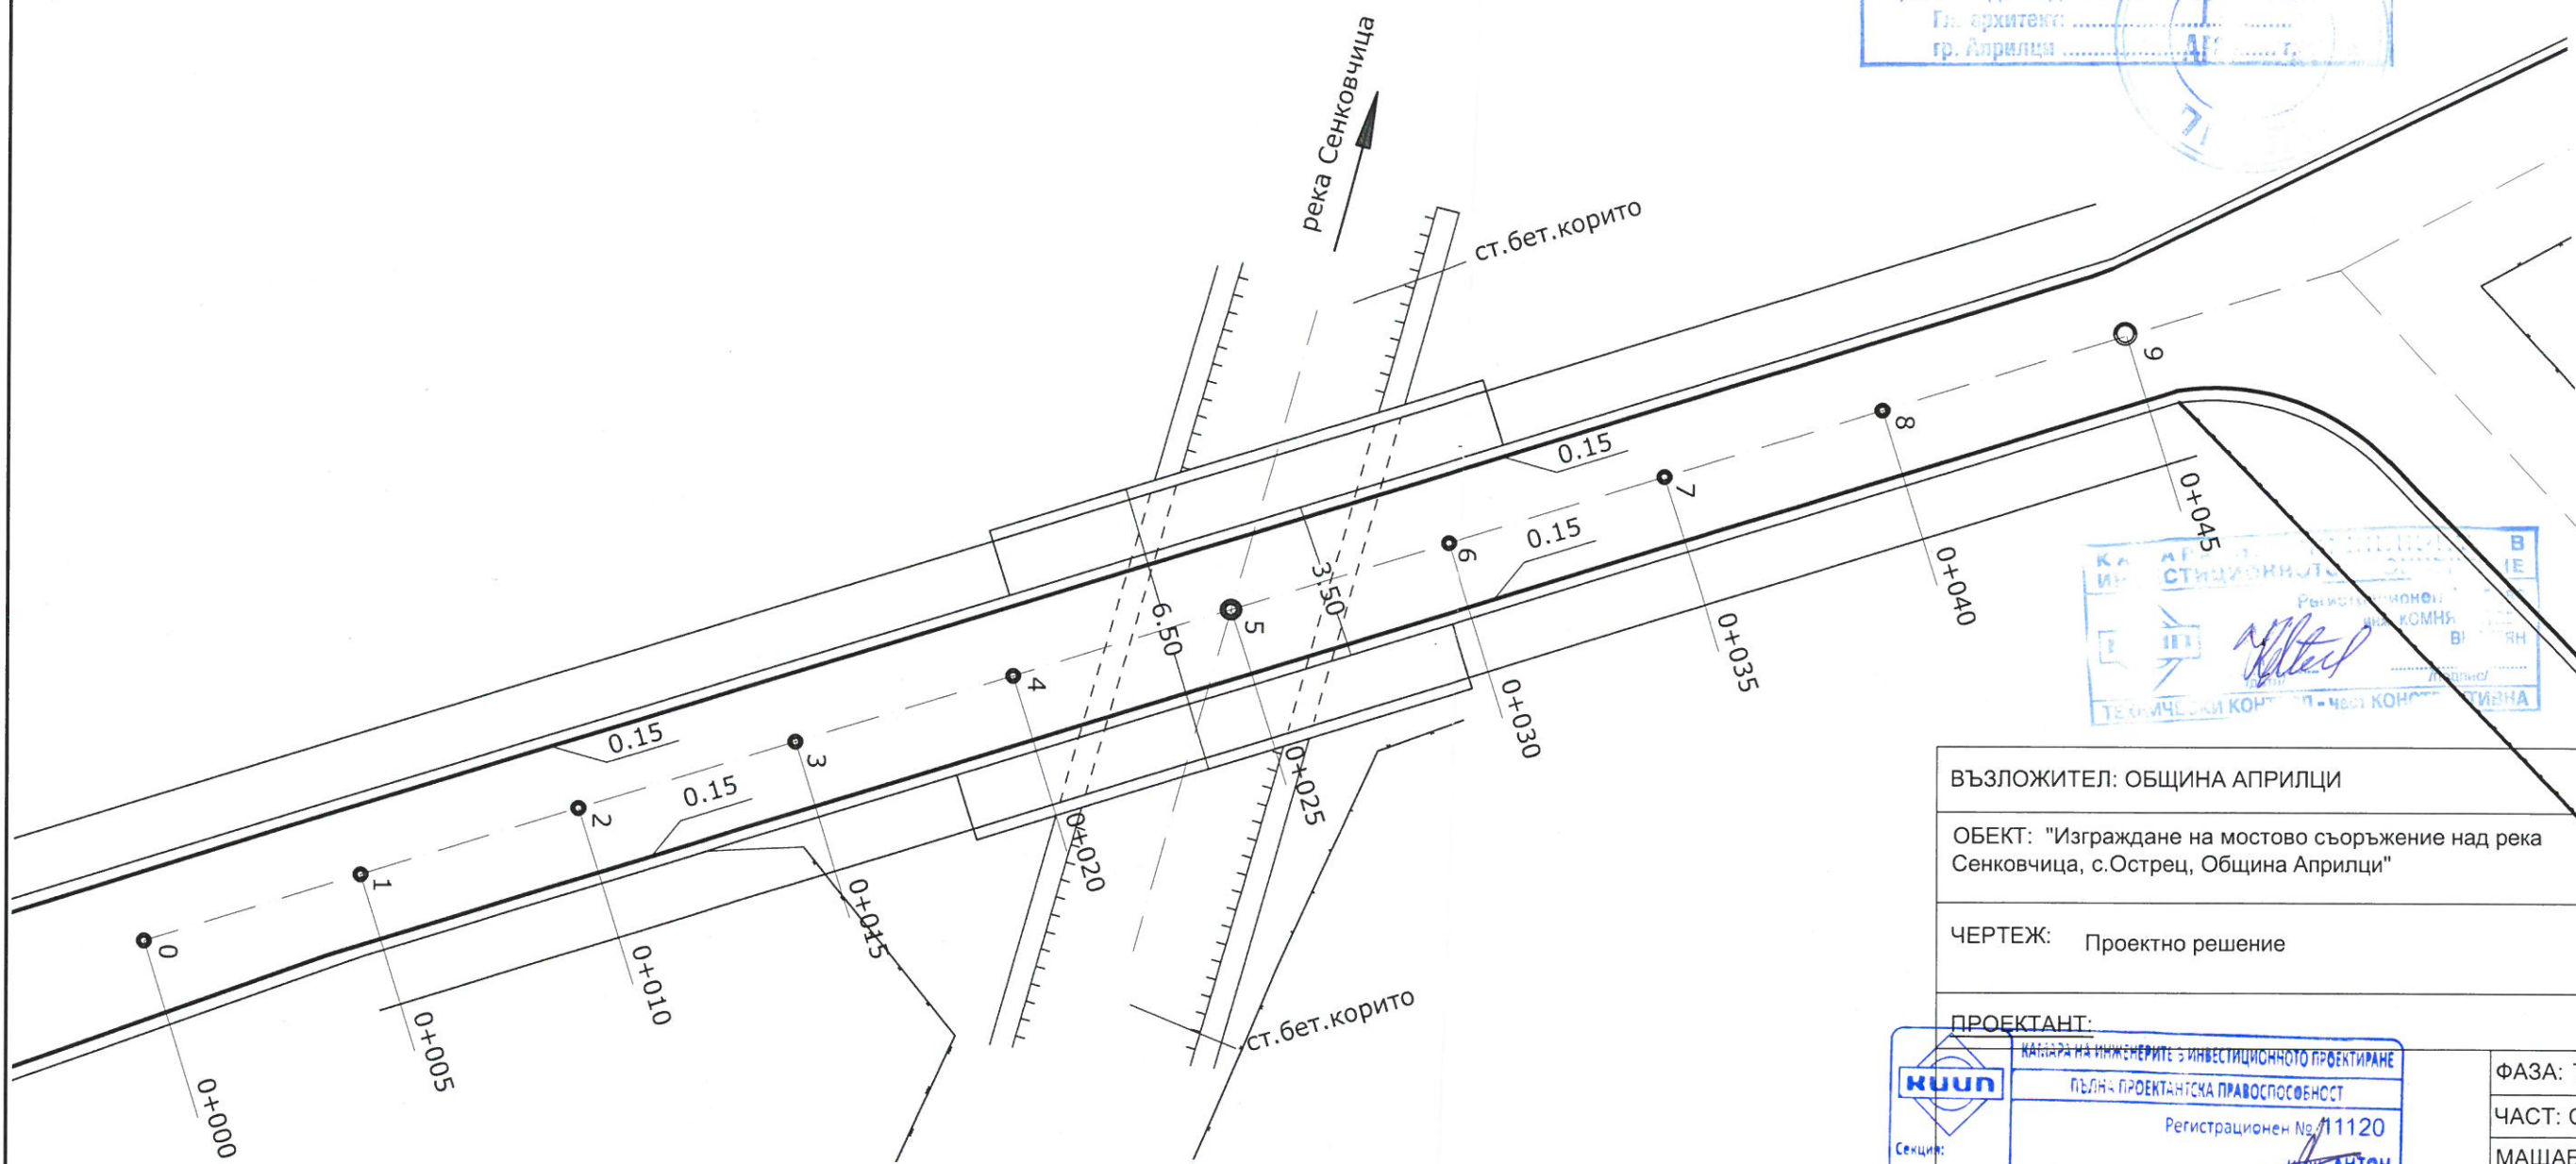 Гл. архитект:
гр. Априлци
река Сенковчица
ст.бет.корито
0.15
0.15
6.50
3.50
0.15
0.15
0
1
2
3
4
5
6
7
8
9
0+000
0+005
0+010
0+015
0+020
0+025
0+030
0+035
0+040
0+045
ст.бет.корито
/подпис/
ВЪЗЛОЖИТЕЛ: ОБЩИНА АПРИЛЦИ
ОБЕКТ: "Изграждане на мостово съоръжение над река
Сенковчица, с.Острец, Община Априлци"
ЧЕРТЕЖ: Проектно решение
ПРОЕКТАНТ:
КАМАРА НА ИНЖЕНЕРИТЕ В ИНВЕСТИЦИОННОТО ПРОЕКТИРАНЕ
КИИП
ПЪЛНА ПРОЕКТАНТСКА ПРАВОСПОСОБНОСТ
Регистрационен № 11120
Секция:
АНТОН
ФАЗА:
ЧАСТ: